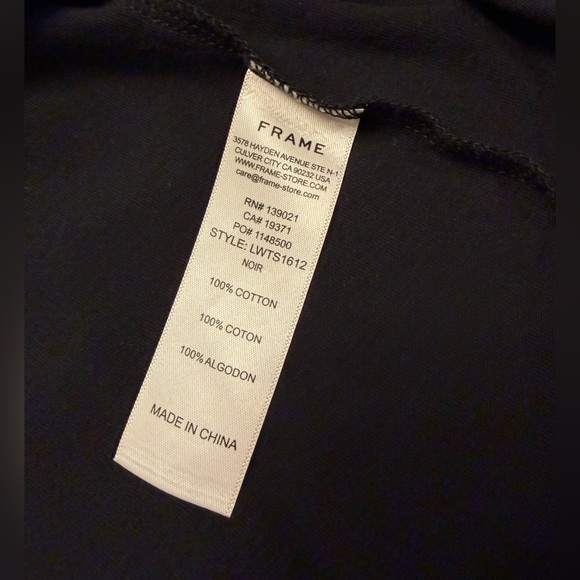 FRAME
3578 HAYDEN AVENUE STE N-1
CULVER CITY CA 90232 USA
WWW.FRAME-STORE.COM
care@frame-store.com
RN# 139021
CA# 19371
PO# 1148500
STYLE: LWTS1612
NOIR
100% COTTON
100% COTON
100% ALGODON
MADE IN CHINA